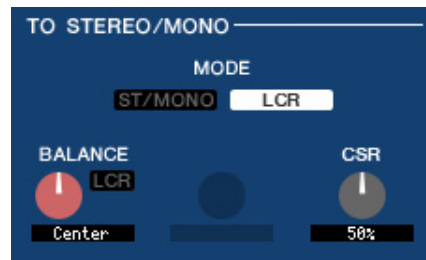 TO STEREO/MONO
MODE
ST/MONO LCR
BALANCE CSR
LCR
Center 50%